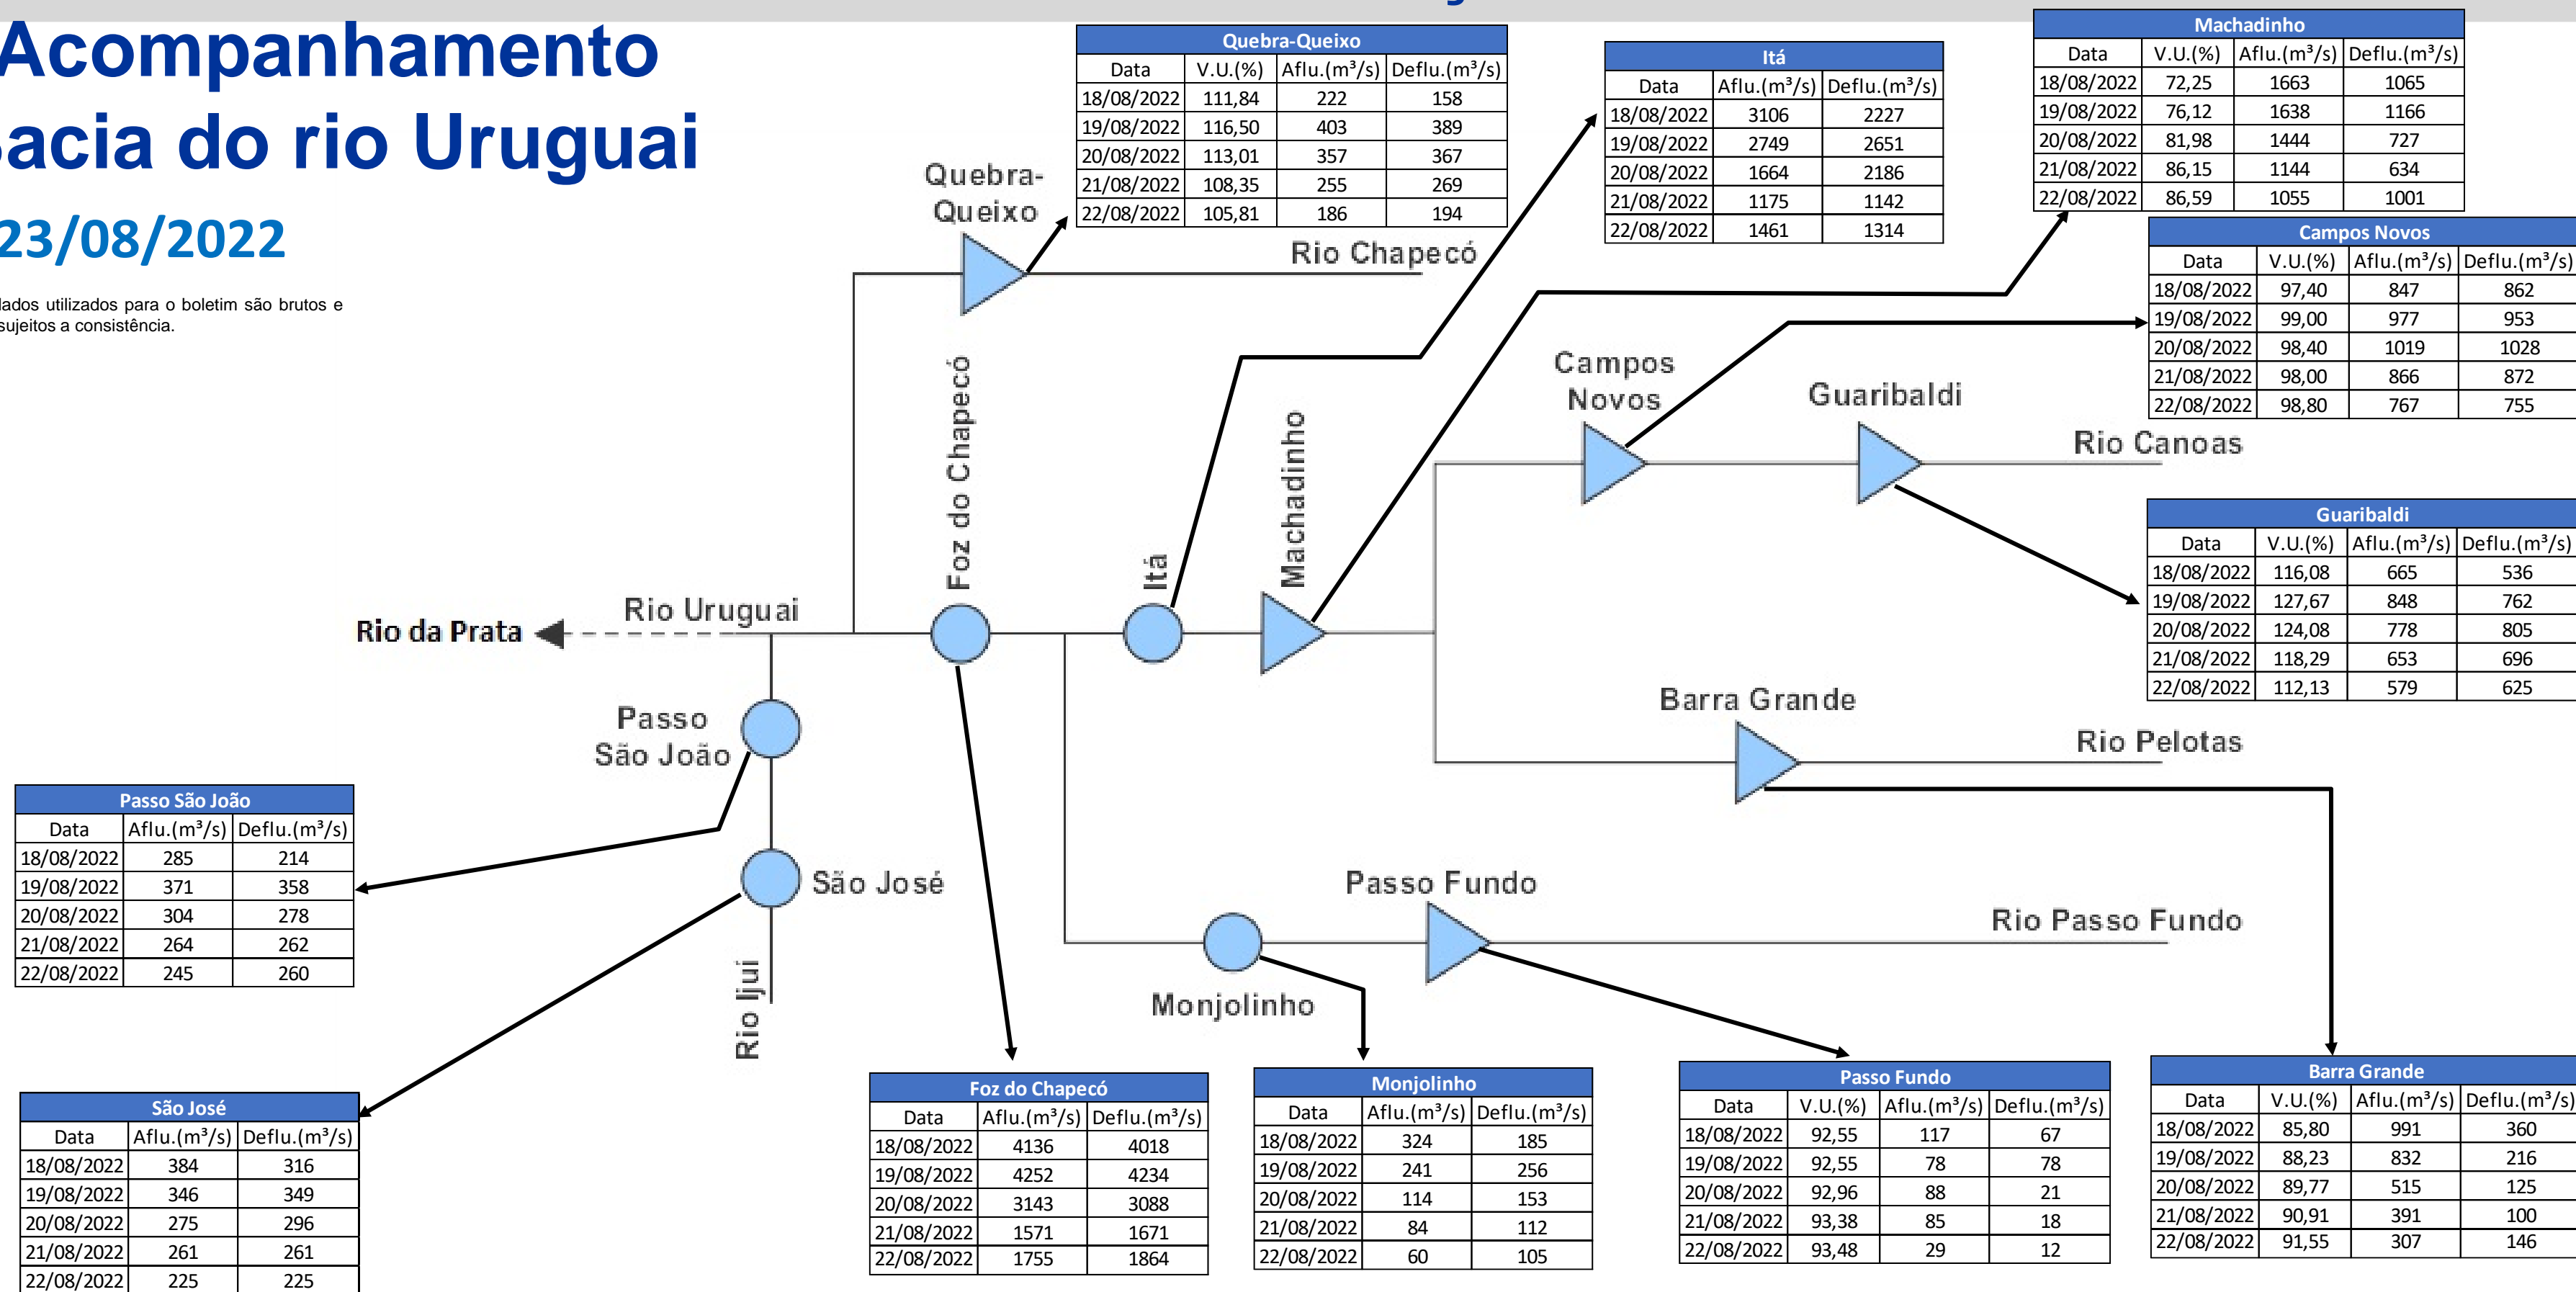 Acompanhamento
Bacia do rio Uruguai
23/08/2022
dados utilizados para o boletim são brutos e
sujeitos a consistência.
Quebra-Queixo
Data V.U.(%) Aflu.(m³/s) Deflu.(m³/s)
18/08/2022 111,84 222 158
19/08/2022 116,50 403 389
20/08/2022 113,01 357 367
21/08/2022 108,35 255 269
22/08/2022 105,81 186 194
Itá
Data Aflu.(m³/s) Deflu.(m³/s)
18/08/2022 3106 2227
19/08/2022 2749 2651
20/08/2022 1664 2186
21/08/2022 1175 1142
22/08/2022 1461 1314
Machadinho
Data V.U.(%) Aflu.(m³/s) Deflu.(m³/s)
18/08/2022 72,25 1663 1065
19/08/2022 76,12 1638 1166
20/08/2022 81,98 1444 727
21/08/2022 86,15 1144 634
22/08/2022 86,59 1055 1001
Campos Novos
Data V.U.(%) Aflu.(m³/s) Deflu.(m³/s)
18/08/2022 97,40 847 862
19/08/2022 99,00 977 953
20/08/2022 98,40 1019 1028
21/08/2022 98,00 866 872
22/08/2022 98,80 767 755
Quebra-
Queixo
Rio Chapecó
Foz do Chapecó
Itá
Machadinho
Campos
Novos
Guaribaldi
Rio Canoas
Guaribaldi
Data V.U.(%) Aflu.(m³/s) Deflu.(m³/s)
18/08/2022 116,08 665 536
19/08/2022 127,67 848 762
20/08/2022 124,08 778 805
21/08/2022 118,29 653 696
22/08/2022 112,13 579 625
Rio da Prata
Rio Uruguai
Passo
São João
Barra Grande
Rio Pelotas
Passo São João
Data Aflu.(m³/s) Deflu.(m³/s)
18/08/2022 285 214
19/08/2022 371 358
20/08/2022 304 278
21/08/2022 264 262
22/08/2022 245 260
São José
Rio Ijui
Passo Fundo
Rio Passo Fundo
Monjolinho
São José
Data Aflu.(m³/s) Deflu.(m³/s)
18/08/2022 384 316
19/08/2022 346 349
20/08/2022 275 296
21/08/2022 261 261
22/08/2022 225 225
Foz do Chapecó
Data Aflu.(m³/s) Deflu.(m³/s)
18/08/2022 4136 4018
19/08/2022 4252 4234
20/08/2022 3143 3088
21/08/2022 1571 1671
22/08/2022 1755 1864
Monjolinho
Data Aflu.(m³/s) Deflu.(m³/s)
18/08/2022 324 185
19/08/2022 241 256
20/08/2022 114 153
21/08/2022 84 112
22/08/2022 60 105
Passo Fundo
Data V.U.(%) Aflu.(m³/s) Deflu.(m³/s)
18/08/2022 92,55 117 67
19/08/2022 92,55 78 78
20/08/2022 92,96 88 21
21/08/2022 93,38 85 18
22/08/2022 93,48 29 12
Barra Grande
Data V.U.(%) Aflu.(m³/s) Deflu.(m³/s)
18/08/2022 85,80 991 360
19/08/2022 88,23 832 216
20/08/2022 89,77 515 125
21/08/2022 90,91 391 100
22/08/2022 91,55 307 146